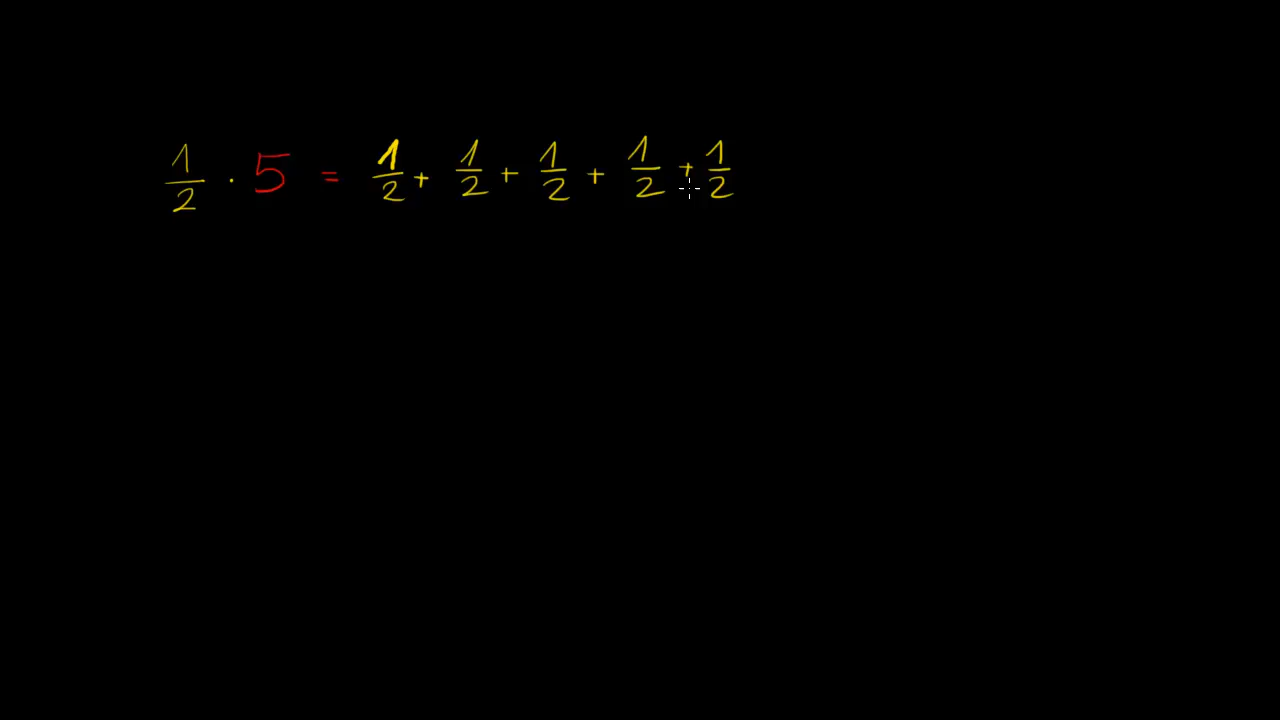 1/2 · 5 = 1/2 + 1/2 + 1/2 + 1/2 + 1/2